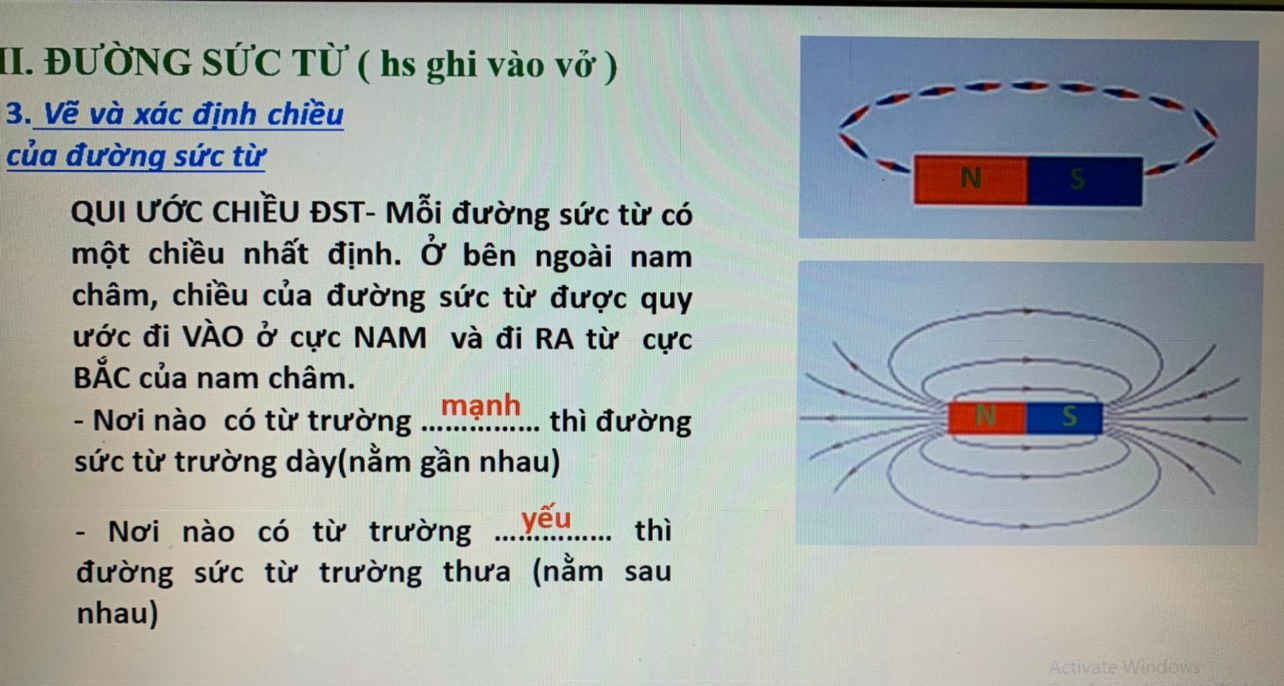 II. ĐƯỜNG SỨC TỪ ( hs ghi vào vở )
3. Vẽ và xác định chiều
của đường sức từ
QUI ƯỚC CHIỀU ĐST- Mỗi đường sức từ có
một chiều nhất định. Ở bên ngoài nam
châm, chiều của đường sức từ được quy
ước đi VÀO ở cực NAM và đi RA từ cực
BẮC của nam châm.
- Nơi nào có từ trường ....mạnh.... thì đường
sức từ trường dày(nằm gần nhau)
- Nơi nào có từ trường ....yếu.... thì
đường sức từ trường thưa (nằm sau
nhau)
N S
N S
Activate Windows